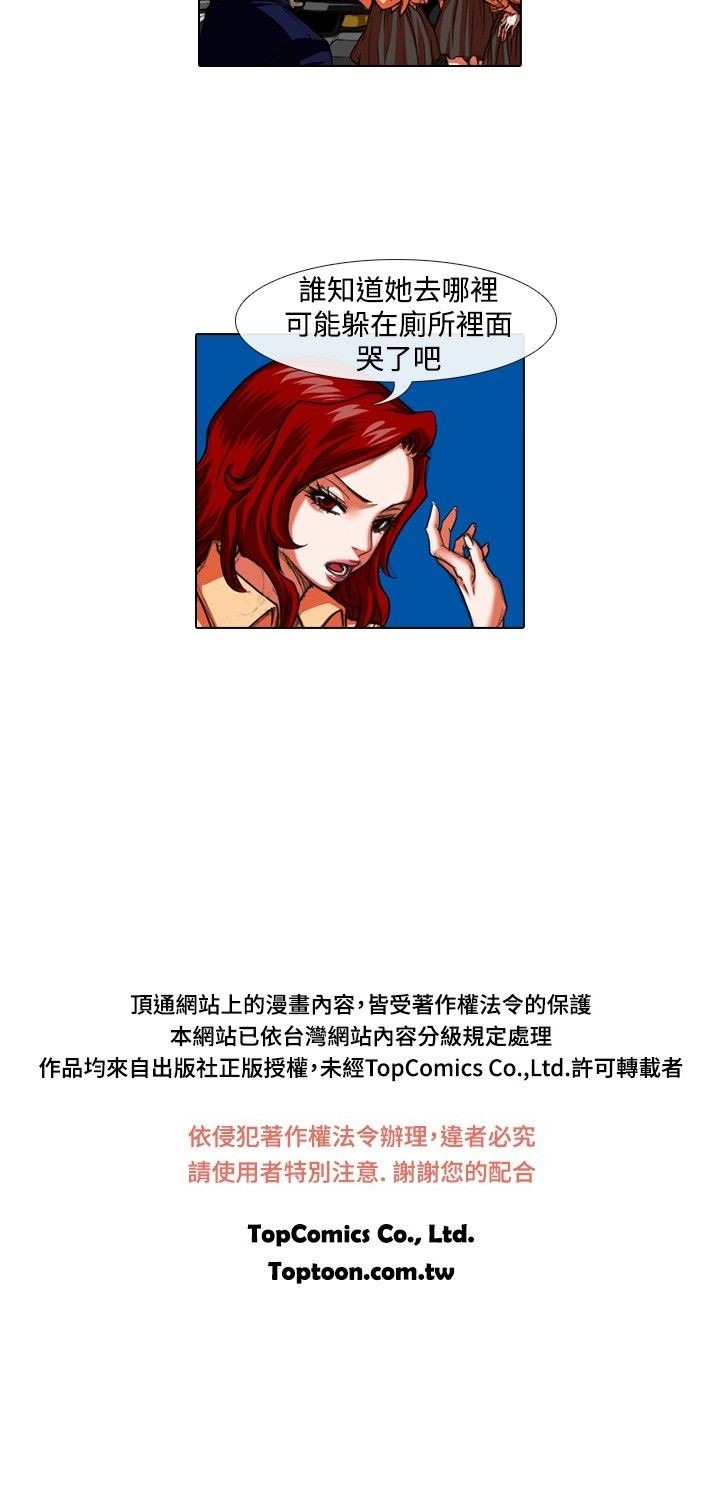 誰知道她去哪裡
可能躲在廁所裡面
哭了吧
頂通網站上的漫畫內容，皆受著作權法令的保護
本網站已依台灣網站內容分級規定處理
作品均來自出版社正版授權，未經TopComics Co.,Ltd.許可轉載者
依侵犯著作權法令辦理，違者必究
請使用者特別注意. 謝謝您的配合
TopComics Co., Ltd.
Toptoon.com.tw